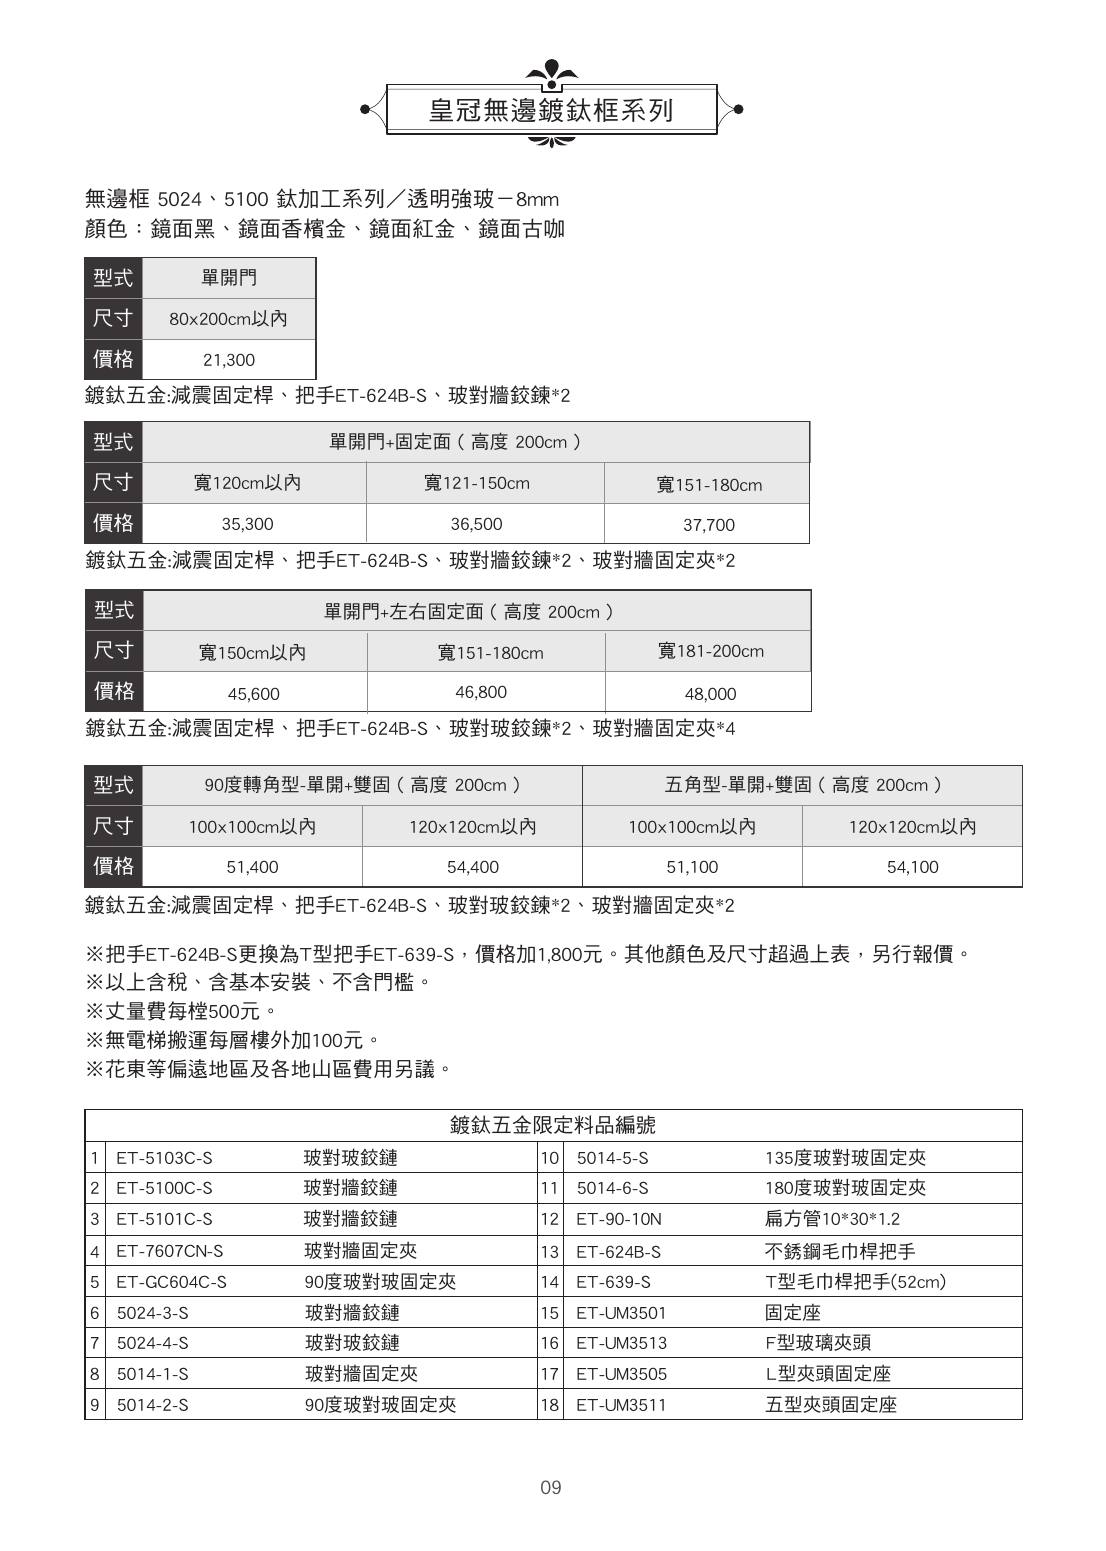 皇冠無邊鍍鈦框系列
無邊框 5024、5100 鈦加工系列／透明強玻－8mm
顏色：鏡面黑、鏡面香檳金、鏡面紅金、鏡面古咖
型式 單開門
尺寸 80x200cm以內
價格 21,300
鍍鈦五金:減震固定桿、把手ET-624B-S、玻對牆鉸鍊*2
型式 單開門+固定面（高度 200cm）
尺寸 寬120cm以內 寬121-150cm 寬151-180cm
價格 35,300 36,500 37,700
鍍鈦五金:減震固定桿、把手ET-624B-S、玻對牆鉸鍊*2、玻對牆固定夾*2
型式 單開門+左右固定面（高度 200cm）
尺寸 寬150cm以內 寬151-180cm 寬181-200cm
價格 45,600 46,800 48,000
鍍鈦五金:減震固定桿、把手ET-624B-S、玻對玻鉸鍊*2、玻對牆固定夾*4
型式 90度轉角型-單開+雙固（高度 200cm） 五角型-單開+雙固（高度 200cm）
尺寸 100x100cm以內 120x120cm以內 100x100cm以內 120x120cm以內
價格 51,400 54,400 51,100 54,100
鍍鈦五金:減震固定桿、把手ET-624B-S、玻對玻鉸鍊*2、玻對牆固定夾*2
※把手ET-624B-S更換為T型把手ET-639-S，價格加1,800元。其他顏色及尺寸超過上表，另行報價。
※以上含稅、含基本安裝、不含門檻。
※丈量費每樘500元。
※無電梯搬運每層樓外加100元。
※花東等偏遠地區及各地山區費用另議。
鍍鈦五金限定料品編號
1 ET-5103C-S 玻對玻鉸鏈 10 5014-5-S 135度玻對玻固定夾
2 ET-5100C-S 玻對牆鉸鏈 11 5014-6-S 180度玻對玻固定夾
3 ET-5101C-S 玻對牆鉸鏈 12 ET-90-10N 扁方管10*30*1.2
4 ET-7607CN-S 玻對牆固定夾 13 ET-624B-S 不銹鋼毛巾桿把手
5 ET-GC604C-S 90度玻對玻固定夾 14 ET-639-S T型毛巾桿把手(52cm)
6 5024-3-S 玻對牆鉸鏈 15 ET-UM3501 固定座
7 5024-4-S 玻對玻鉸鏈 16 ET-UM3513 F型玻璃夾頭
8 5014-1-S 玻對牆固定夾 17 ET-UM3505 L型夾頭固定座
9 5014-2-S 90度玻對玻固定夾 18 ET-UM3511 五型夾頭固定座
09